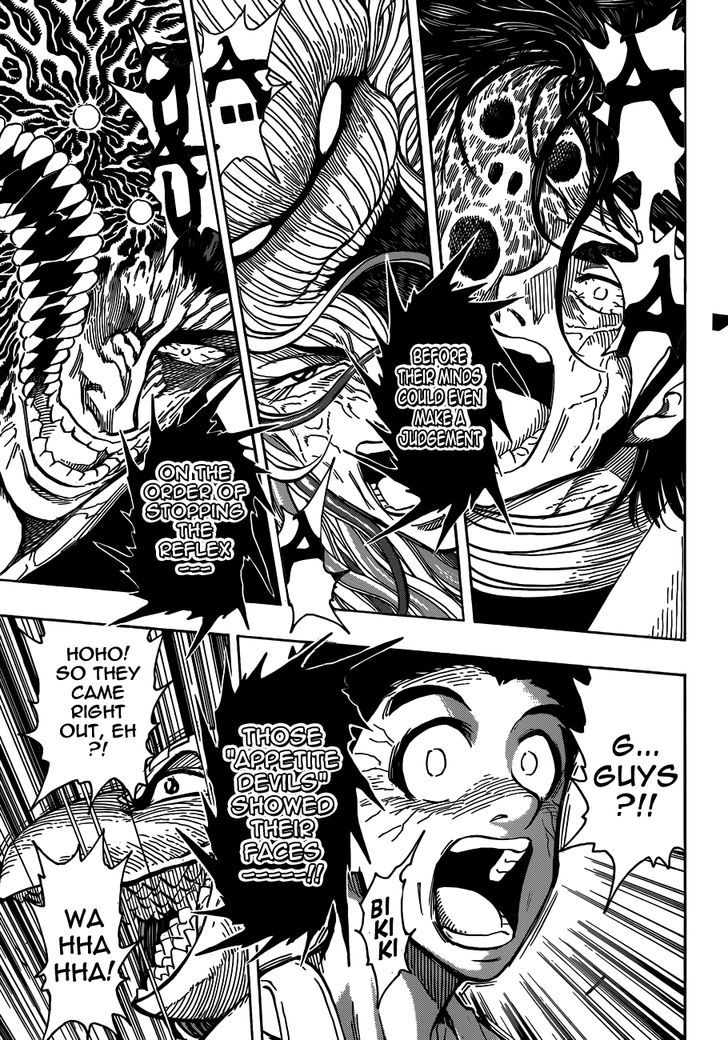 BEFORE
THEIR MINDS
COULD EVEN
MAKE A
JUDGEMENT
ON THE
ORDER OF
STOPPING
THE
REFLEX
~~~~
G...
GUYS
?!!
BI
KI
KI
THOSE
"APPETITE
DEVILS"
SHOWED
THEIR
FACES
~~~~~~!!
HOHO!
SO THEY
CAME
RIGHT
OUT, EH
?!
WA
HHA
HHA!